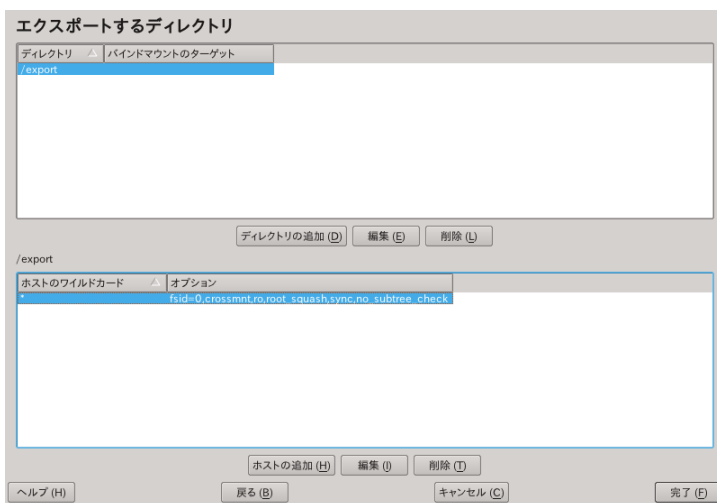 エクスポートするディレクトリ
ディレクトリ バインドマウントのターゲット
/export
ディレクトリの追加 (D) 編集 (E) 削除 (L)
/export
ホストのワイルドカード オプション
* fsid=0,crossmnt,ro,root_squash,sync,no_subtree_check
ホストの追加 (H) 編集 (I) 削除 (T)
ヘルプ (H) 戻る (B) キャンセル (C) 完了 (F)